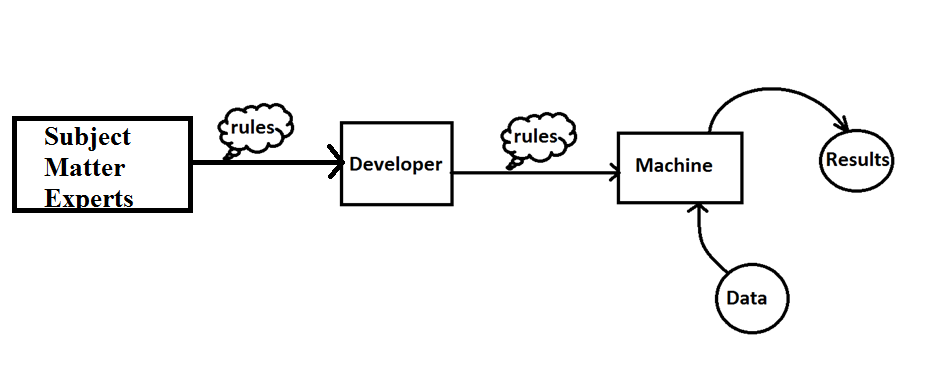 Subject
Matter
Experts
rules
Developer
rules
Machine
Results
Data